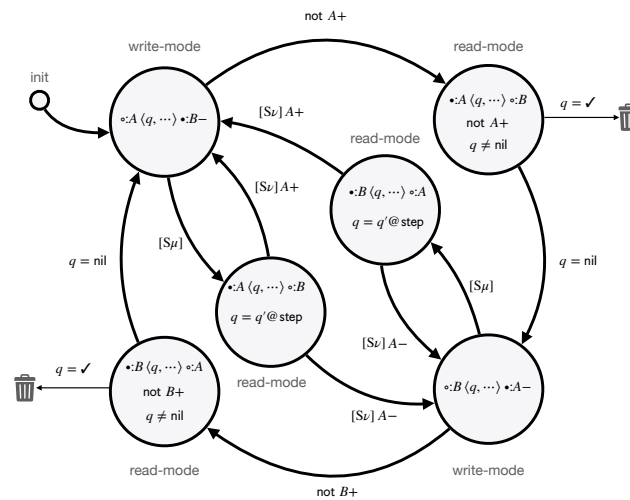 not A+
write-mode
read-mode
init
∘:A ⟨q, ⋯⟩ •:B−
[Sν] A+
•:A ⟨q, ⋯⟩ ∘:B
not A+
q ≠ nil
q = ✓
read-mode
[Sν] A+
•:B ⟨q, ⋯⟩ ∘:A
q = q′@step
[Sμ]
q = nil
q = nil
•:A ⟨q, ⋯⟩ ∘:B
q = q′@step
[Sμ]
[Sν] A−
q = ✓
•:B ⟨q, ⋯⟩ ∘:A
not B+
q ≠ nil
read-mode
∘:B ⟨q, ⋯⟩ •:A−
[Sν] A−
read-mode
write-mode
not B+